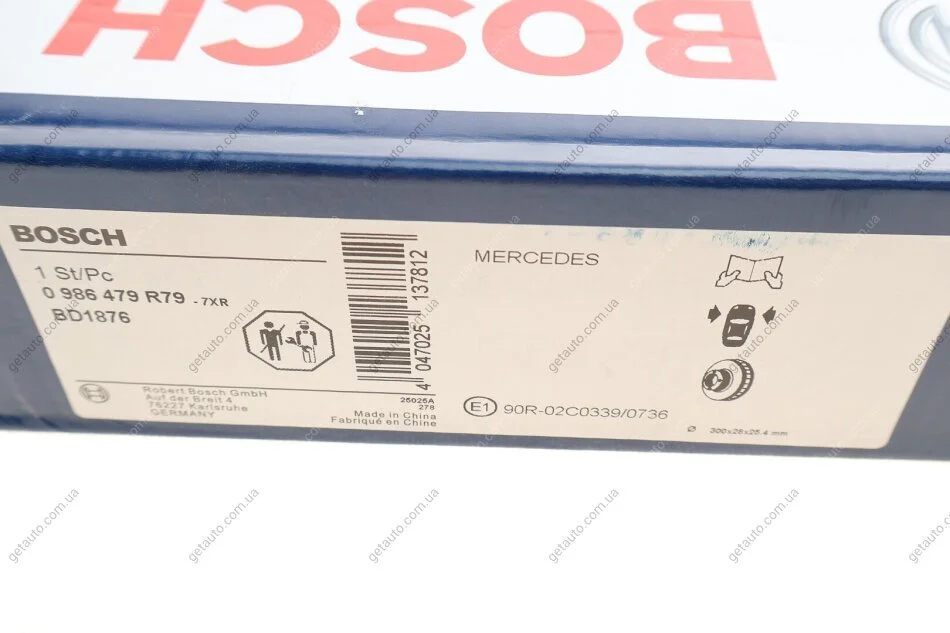 BOSCH
BOSCH
1 St/Pc
0 986 479 R79 - 7XR
BD1876
4 047025 137812
Robert Bosch GmbH
Auf der Breit 4
76227 Karlsruhe
GERMANY
25025A
278
Made in China
Fabriqué en Chine
MERCEDES
E1 90R-02C0339/0736
Ø 300x28x25.4 mm
getauto.com.ua